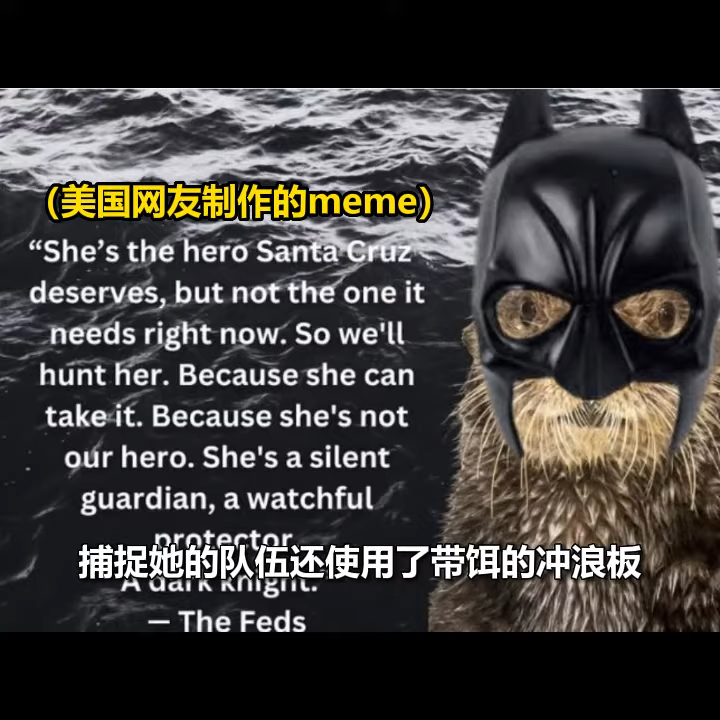 （美国网友制作的meme）
“She’s the hero Santa Cruz
deserves, but not the one it
needs right now. So we'll
hunt her. Because she can
take it. Because she's not
our hero. She's a silent
guardian, a watchful
protector.
捕捉她的队伍还使用了带饵的冲浪板
A dark knight.”
— The Feds